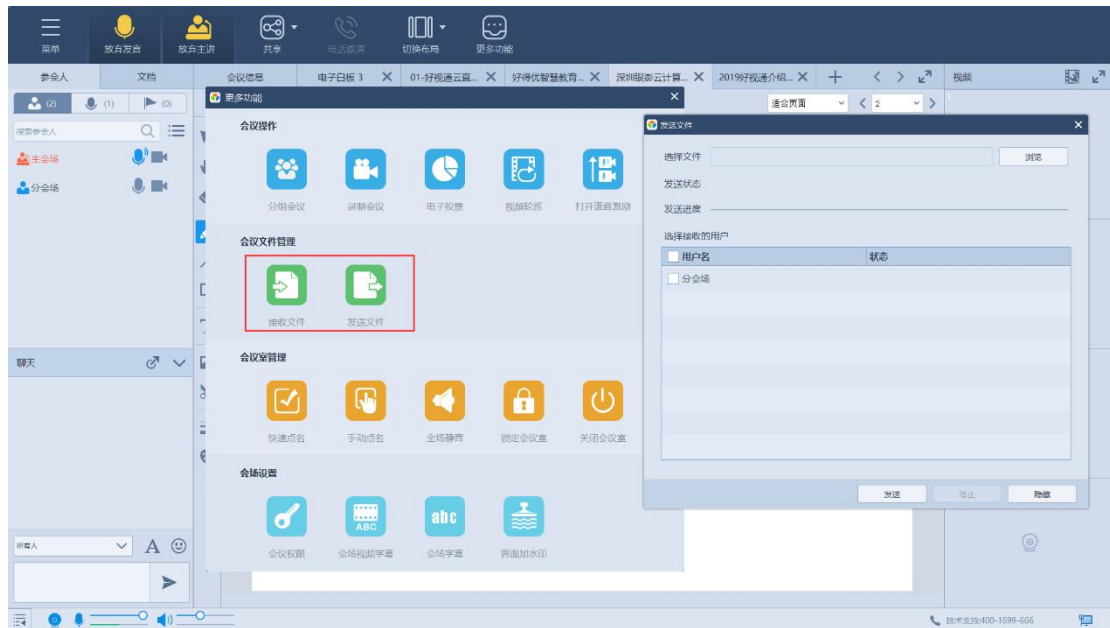 菜单
放弃发言
放弃主讲
共享
电话邀请
切换布局
更多功能
参会人
文档
会议信息
电子白板 3
01-好视通云直...
好得优智慧教育...
深圳银澎云计算...
2019好视通介绍...
视频
(2)
(1)
(0)
搜索参会人
主会场
分会场
聊天
所有人
更多功能
会议操作
分组会议
录制会议
电子投票
视频轮巡
打开语音激励
会议文件管理
接收文件
发送文件
会议室管理
快速点名
手动点名
全场静音
锁定会议室
关闭会议室
会场设置
ABC
abc
会议权限
会场视频字幕
会场字幕
界面加水印
适合页面
2
发送文件
选择文件
浏览
发送状态
发送进度
选择接收的用户
用户名
状态
分会场
发送
停止
隐藏
技术支持:400-1699-666